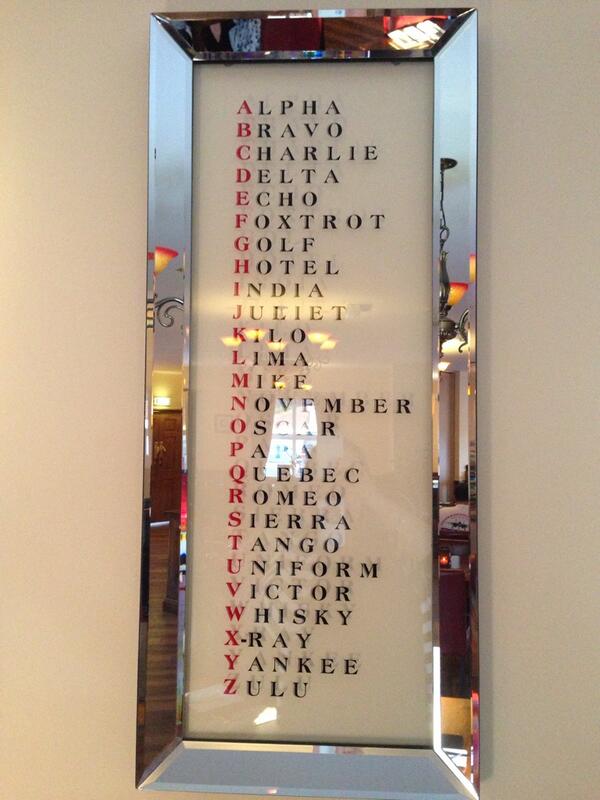 ALPHA
BRAVO
CHARLIE
DELTA
ECHO
FOXTROT
GOLF
HOTEL
INDIA
JULIET
KILO
LIMA
MIKE
NOVEMBER
OSCAR
PAPA
QUEBEC
ROMEO
SIERRA
TANGO
UNIFORM
VICTOR
WHISKY
X-RAY
YANKEE
ZULU